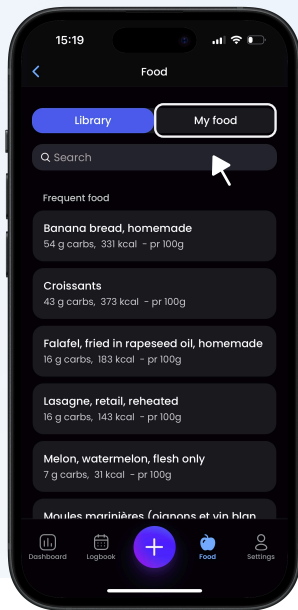 15:19
Food
Library
My food
Search
Frequent food
Banana bread, homemade
54 g carbs, 331 kcal - pr 100g
Croissants
43 g carbs, 373 kcal - pr 100g
Falafel, fried in rapeseed oil, homemade
16 g carbs, 183 kcal - pr 100g
Lasagne, retail, reheated
16 g carbs, 143 kcal - pr 100g
Melon, watermelon, flesh only
7 g carbs, 31 kcal - pr 100g
Moules marinières (oignons et vin blan
Dashboard
Logbook
Food
Settings